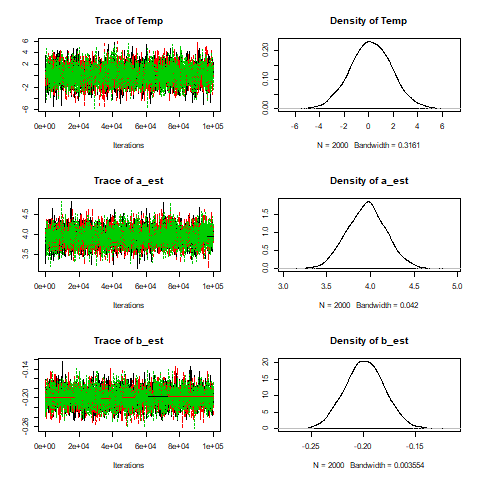 Trace of Temp
6
4
2
-2
-6
0e+00 2e+04 4e+04 6e+04 8e+04 1e+05
Iterations
Density of Temp
0.20
0.10
0.00
-6 -4 -2 0 2 4 6
N = 2000 Bandwidth = 0.3161
Trace of a_est
4.5
4.0
3.5
0e+00 2e+04 4e+04 6e+04 8e+04 1e+05
Iterations
Density of a_est
1.5
1.0
0.5
0.0
3.0 3.5 4.0 4.5 5.0
N = 2000 Bandwidth = 0.042
Trace of b_est
-0.14
-0.20
-0.26
0e+00 2e+04 4e+04 6e+04 8e+04 1e+05
Iterations
Density of b_est
20
15
10
5
0
-0.25 -0.20 -0.15
N = 2000 Bandwidth = 0.003554